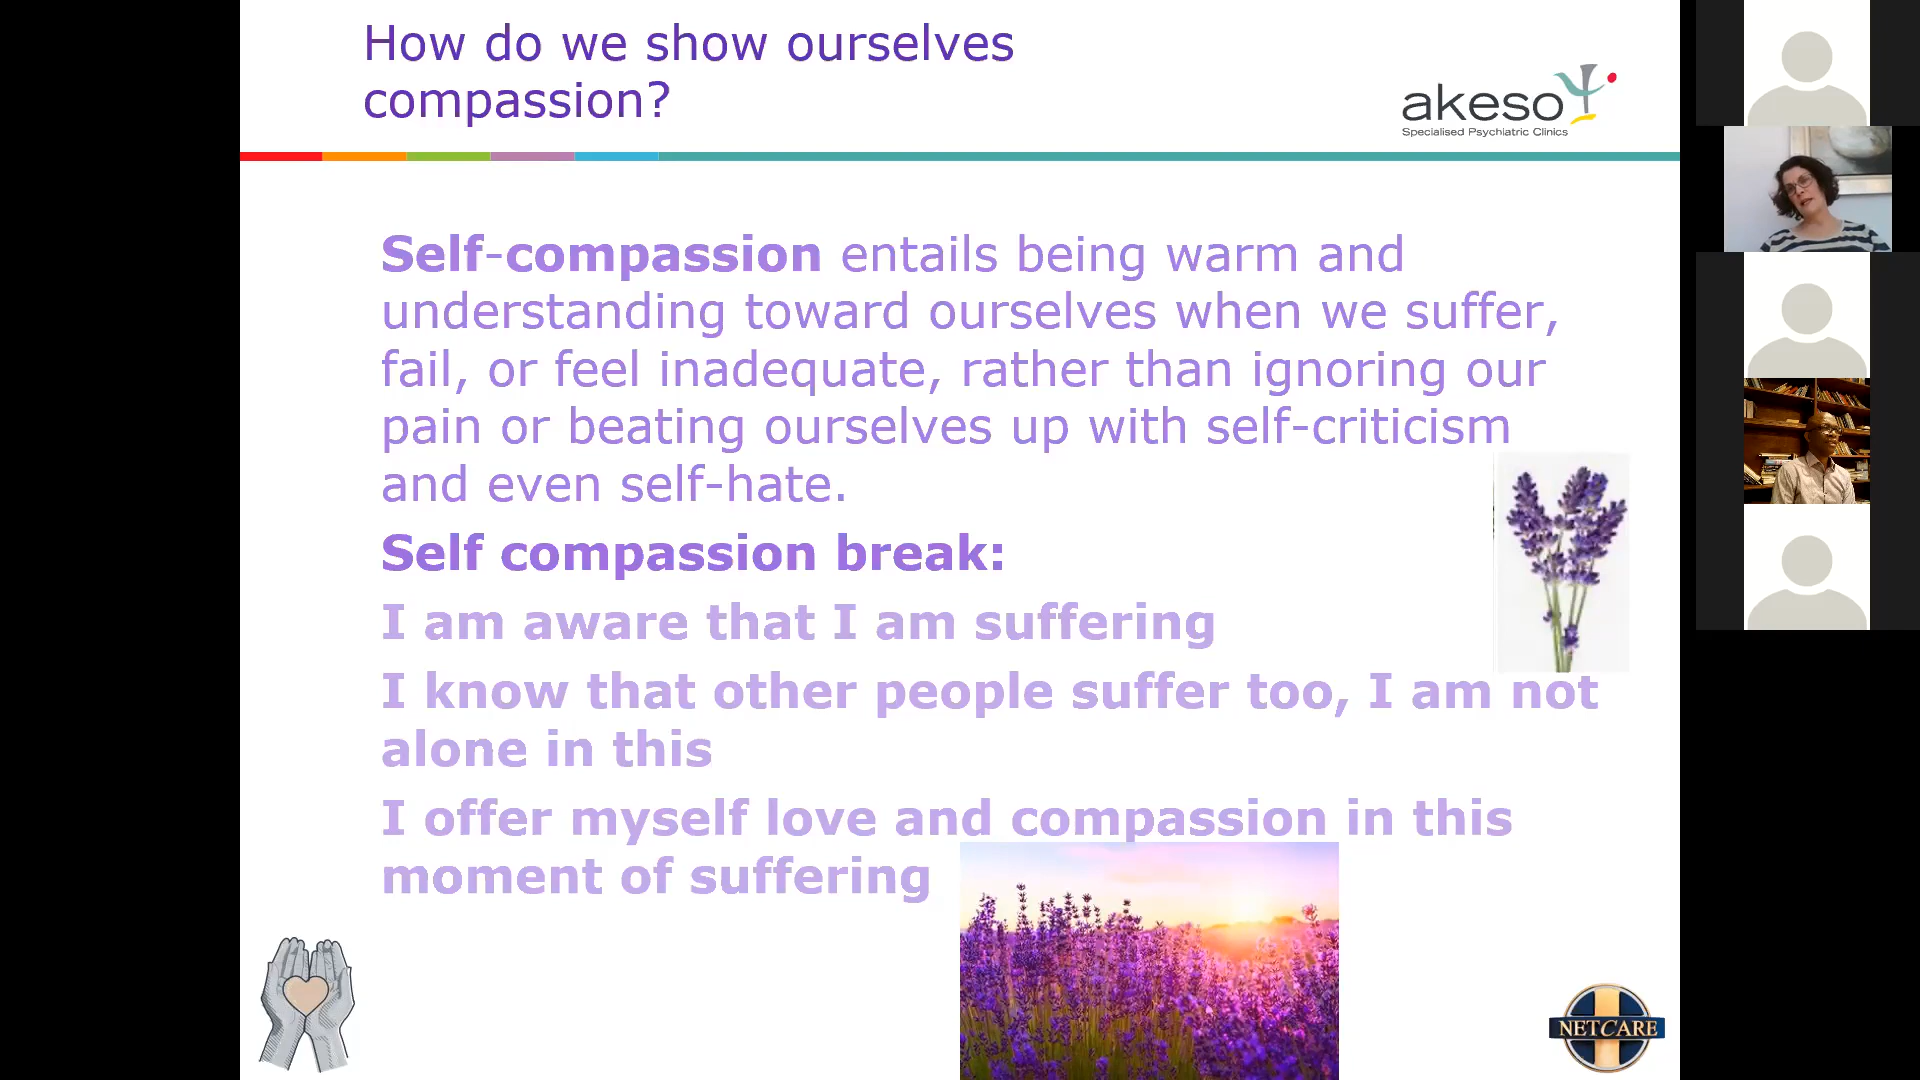 How do we show ourselves
compassion?
akeso
Specialised Psychiatric Clinics
Self-compassion entails being warm and
understanding toward ourselves when we suffer,
fail, or feel inadequate, rather than ignoring our
pain or beating ourselves up with self-criticism
and even self-hate.
Self compassion break:
I am aware that I am suffering
I know that other people suffer too, I am not
alone in this
I offer myself love and compassion in this
moment of suffering
NETCARE